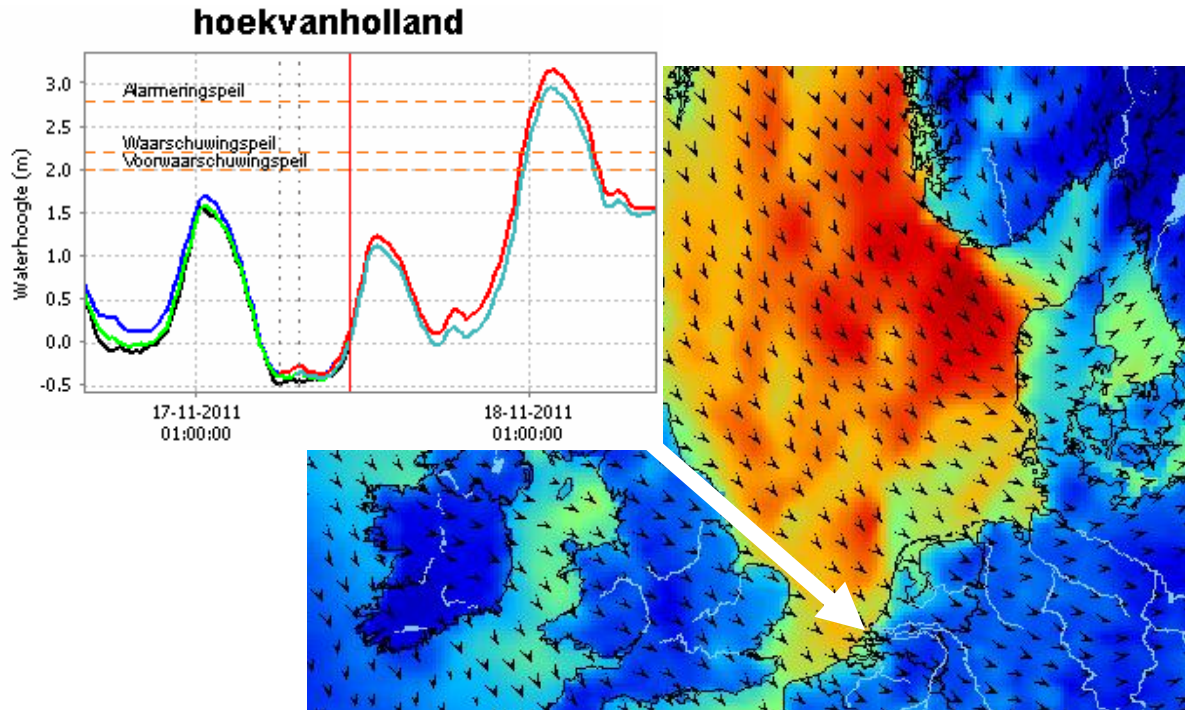 hoekvanholland
Waterhoogte (m)
3.0
2.5
2.0
1.5
1.0
0.5
0.0
-0.5
Alarmeringspeil
Waarschuwingspeil
Voorwaarschuwingspeil
17-11-2011
01:00:00
18-11-2011
01:00:00